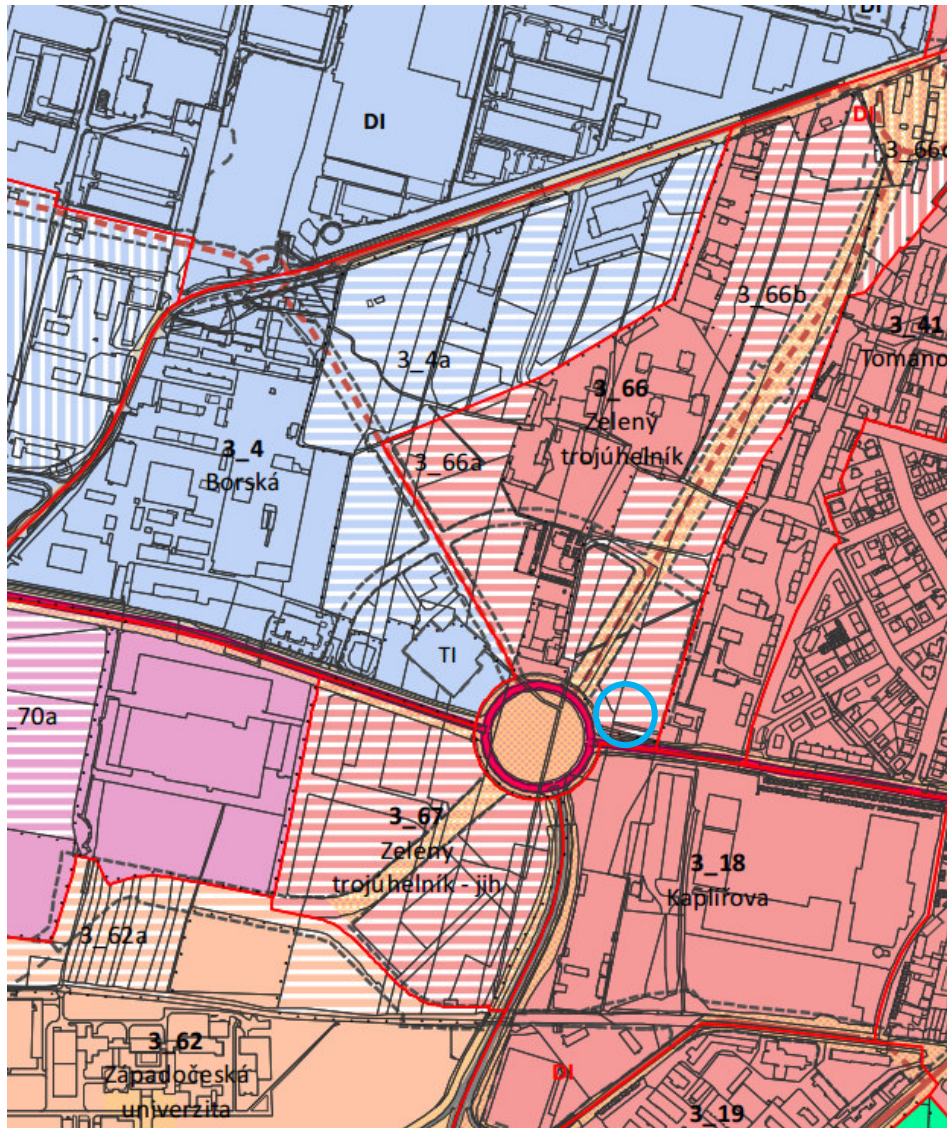 DI
DI
DI
3_66c
3_66b
3_41
3_4a
3_66
Zelený
trojúhelník
3_4
Borská
3_66a
TI
_70a
3_67
Zelený
trojúhelník - jih
3_18
Kaplířova
3_62a
3_62
Západočeská
univerzita
DI
3_19